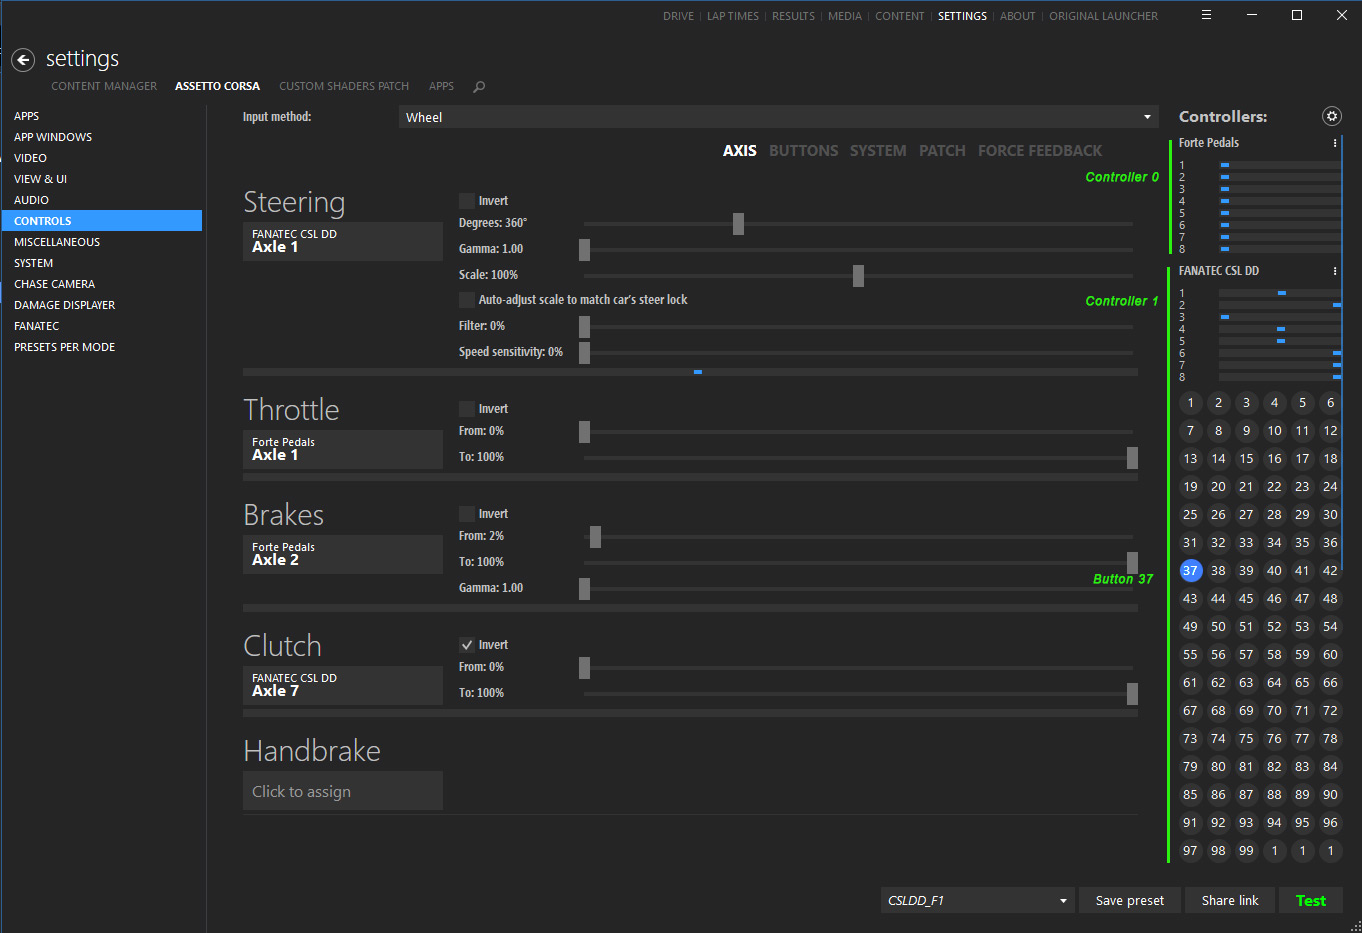 DRIVE | LAP TIMES | RESULTS | MEDIA | CONTENT | SETTINGS | ABOUT | ORIGINAL LAUNCHER
settings
CONTENT MANAGER ASSETTO CORSA CUSTOM SHADERS PATCH APPS
APPS
APP WINDOWS
VIDEO
VIEW & UI
AUDIO
CONTROLS
MISCELLANEOUS
SYSTEM
CHASE CAMERA
DAMAGE DISPLAYER
FANATEC
PRESETS PER MODE
Input method: Wheel
AXIS BUTTONS SYSTEM PATCH FORCE FEEDBACK
Steering
FANATEC CSL DD
Axle 1
Invert
Degrees: 360°
Gamma: 1.00
Scale: 100%
Auto-adjust scale to match car's steer lock
Filter: 0%
Speed sensitivity: 0%
Throttle
Forte Pedals
Axle 1
Invert
From: 0%
To: 100%
Brakes
Forte Pedals
Axle 2
Invert
From: 2%
To: 100%
Gamma: 1.00
Clutch
FANATEC CSL DD
Axle 7
Invert
From: 0%
To: 100%
Handbrake
Click to assign
Controller 0
Controller 1
Button 37
Controllers:
Forte Pedals
1
2
3
4
5
6
7
8
FANATEC CSL DD
1
2
3
4
5
6
7
8
1 2 3 4 5 6
7 8 9 10 11 12
13 14 15 16 17 18
19 20 21 22 23 24
25 26 27 28 29 30
31 32 33 34 35 36
37 38 39 40 41 42
43 44 45 46 47 48
49 50 51 52 53 54
55 56 57 58 59 60
61 62 63 64 65 66
67 68 69 70 71 72
73 74 75 76 77 78
79 80 81 82 83 84
85 86 87 88 89 90
91 92 93 94 95 96
97 98 99 1 1 1
CSLDD_F1 Save preset Share link Test